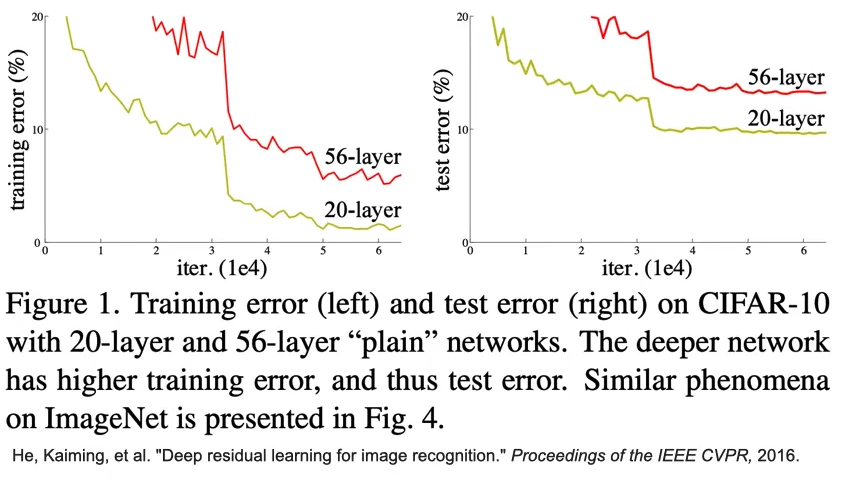 20
10
0
training error (%)
0 1 2 3 4 5 6
iter. (1e4)
56-layer
20-layer
20
10
0
test error (%)
0 1 2 3 4 5 6
iter. (1e4)
56-layer
20-layer
Figure 1. Training error (left) and test error (right) on CIFAR-10
with 20-layer and 56-layer “plain” networks. The deeper network
has higher training error, and thus test error. Similar phenomena
on ImageNet is presented in Fig. 4.
He, Kaiming, et al. "Deep residual learning for image recognition." Proceedings of the IEEE CVPR, 2016.